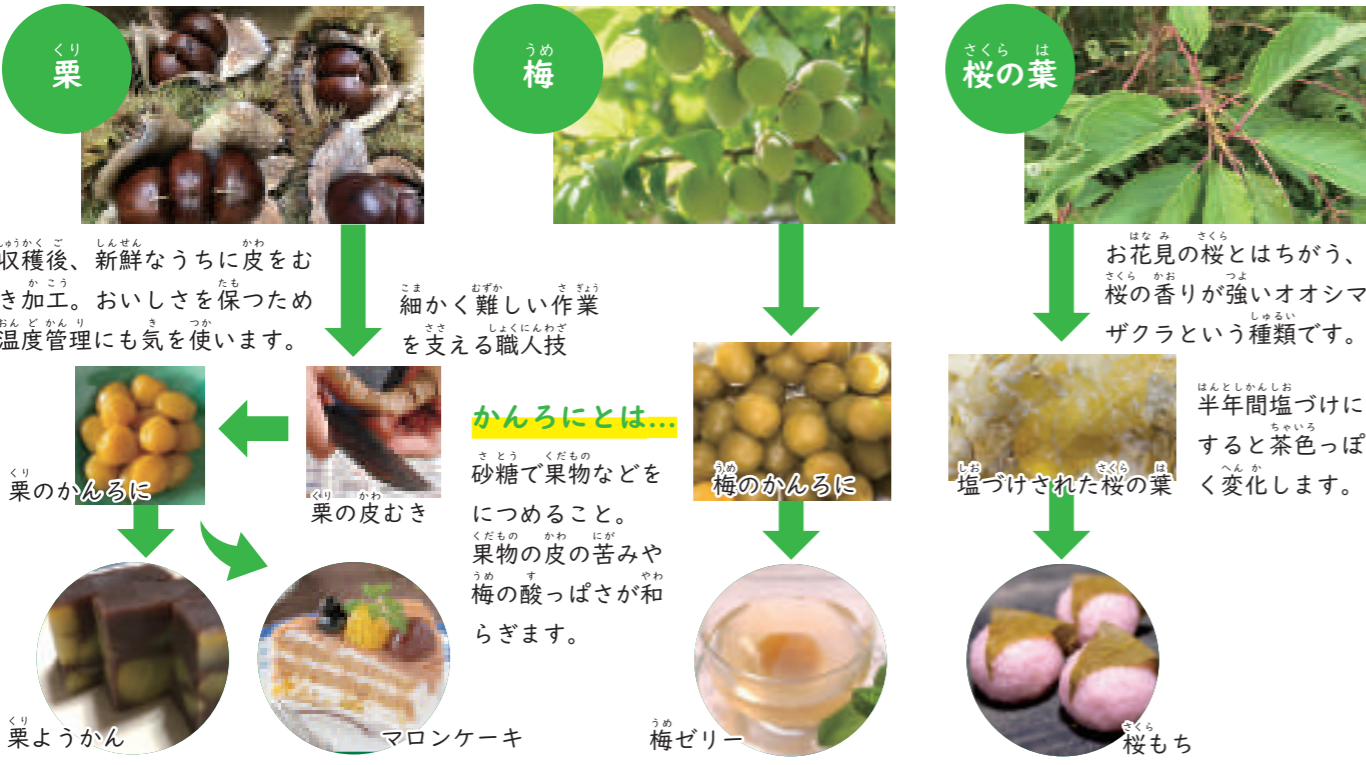 栗
くり
収穫後、新鮮なうちに皮をむ
き加工。おいしさを保つため
温度管理にも気を使います。
細かく難しい作業
を支える職人技
栗のかんろに
栗の皮むき
栗ようかん
マロンケーキ
かんろにとは…
砂糖で果物などを
につめること。
果物の皮の苦みや
梅の酸っぱさが和
らぎます。
梅
うめ
梅のかんろに
梅ゼリー
桜の葉
さくら は
お花見の桜とはちがう、
桜の香りが強いオオシマ
ザクラという種類です。
塩づけされた桜の葉
半年間塩づけに
すると茶色っぽ
く変化します。
桜もち